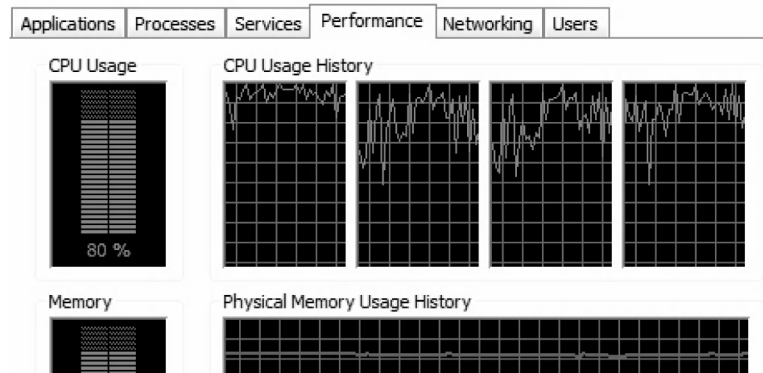 Applications Processes Services Performance Networking Users
CPU Usage CPU Usage History
80 %
Memory Physical Memory Usage History